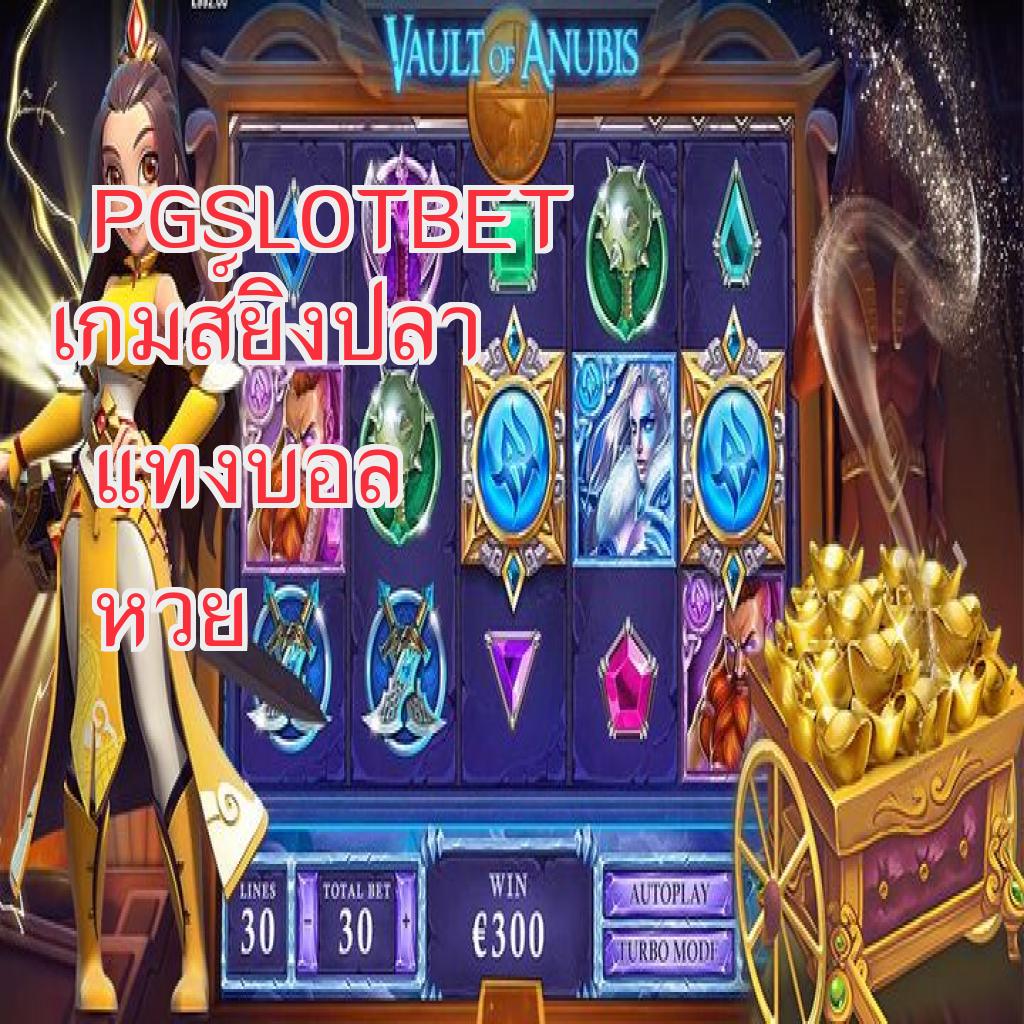 VAULT OF ANUBIS
PGSLOTBET
เกมส์ยิงปลา
แทงบอล
หวย
LINES
30
TOTAL BET
- 30 +
WIN
€300
AUTOPLAY
TURBO MODE